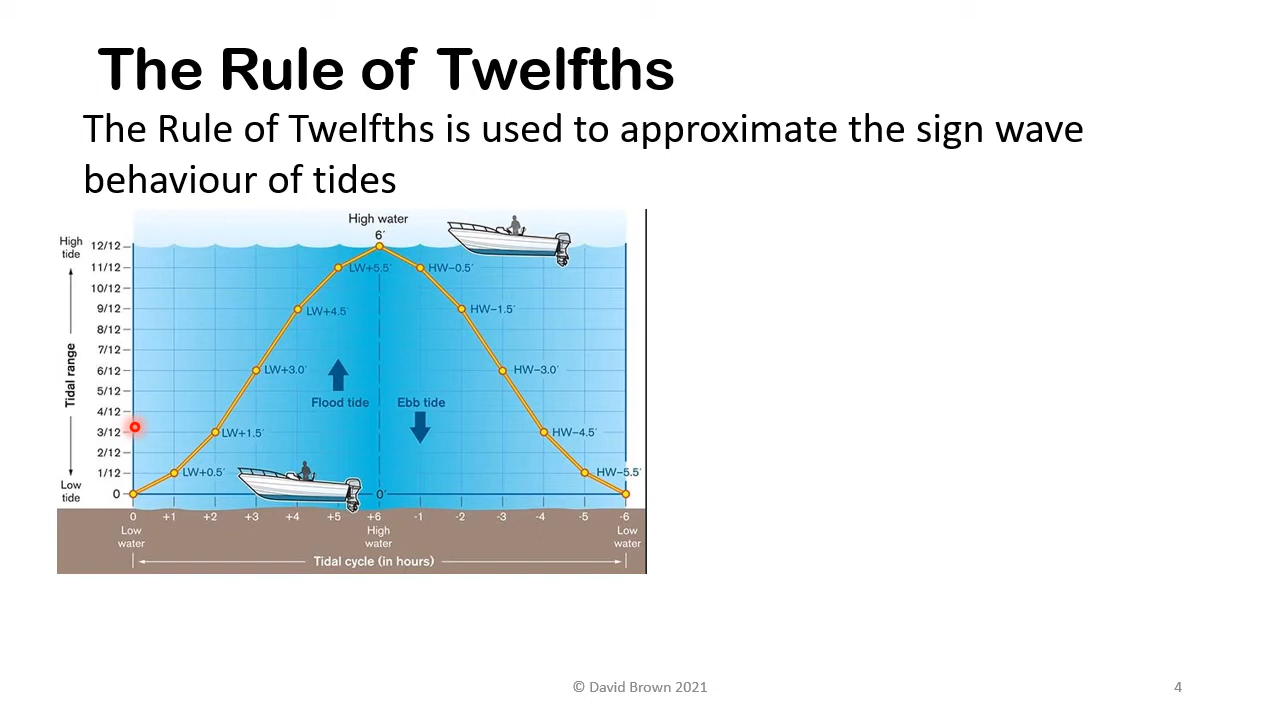 The Rule of Twelfths
The Rule of Twelfths is used to approximate the sign wave
behaviour of tides
High water
6′
High
tide
12/12
11/12
LW+5.5′
HW−0.5′
10/12
9/12
LW+4.5′
HW−1.5′
8/12
7/12
Tidal range
6/12
LW+3.0′
HW−3.0′
5/12
Flood tide
Ebb tide
4/12
3/12
LW+1.5′
HW−4.5′
2/12
1/12
LW+0.5′
HW−5.5′
Low
tide
0
0′
0 +1 +2 +3 +4 +5 +6 -1 -2 -3 -4 -5 -6
Low
water
High
water
Low
water
Tidal cycle (in hours)
© David Brown 2021
4